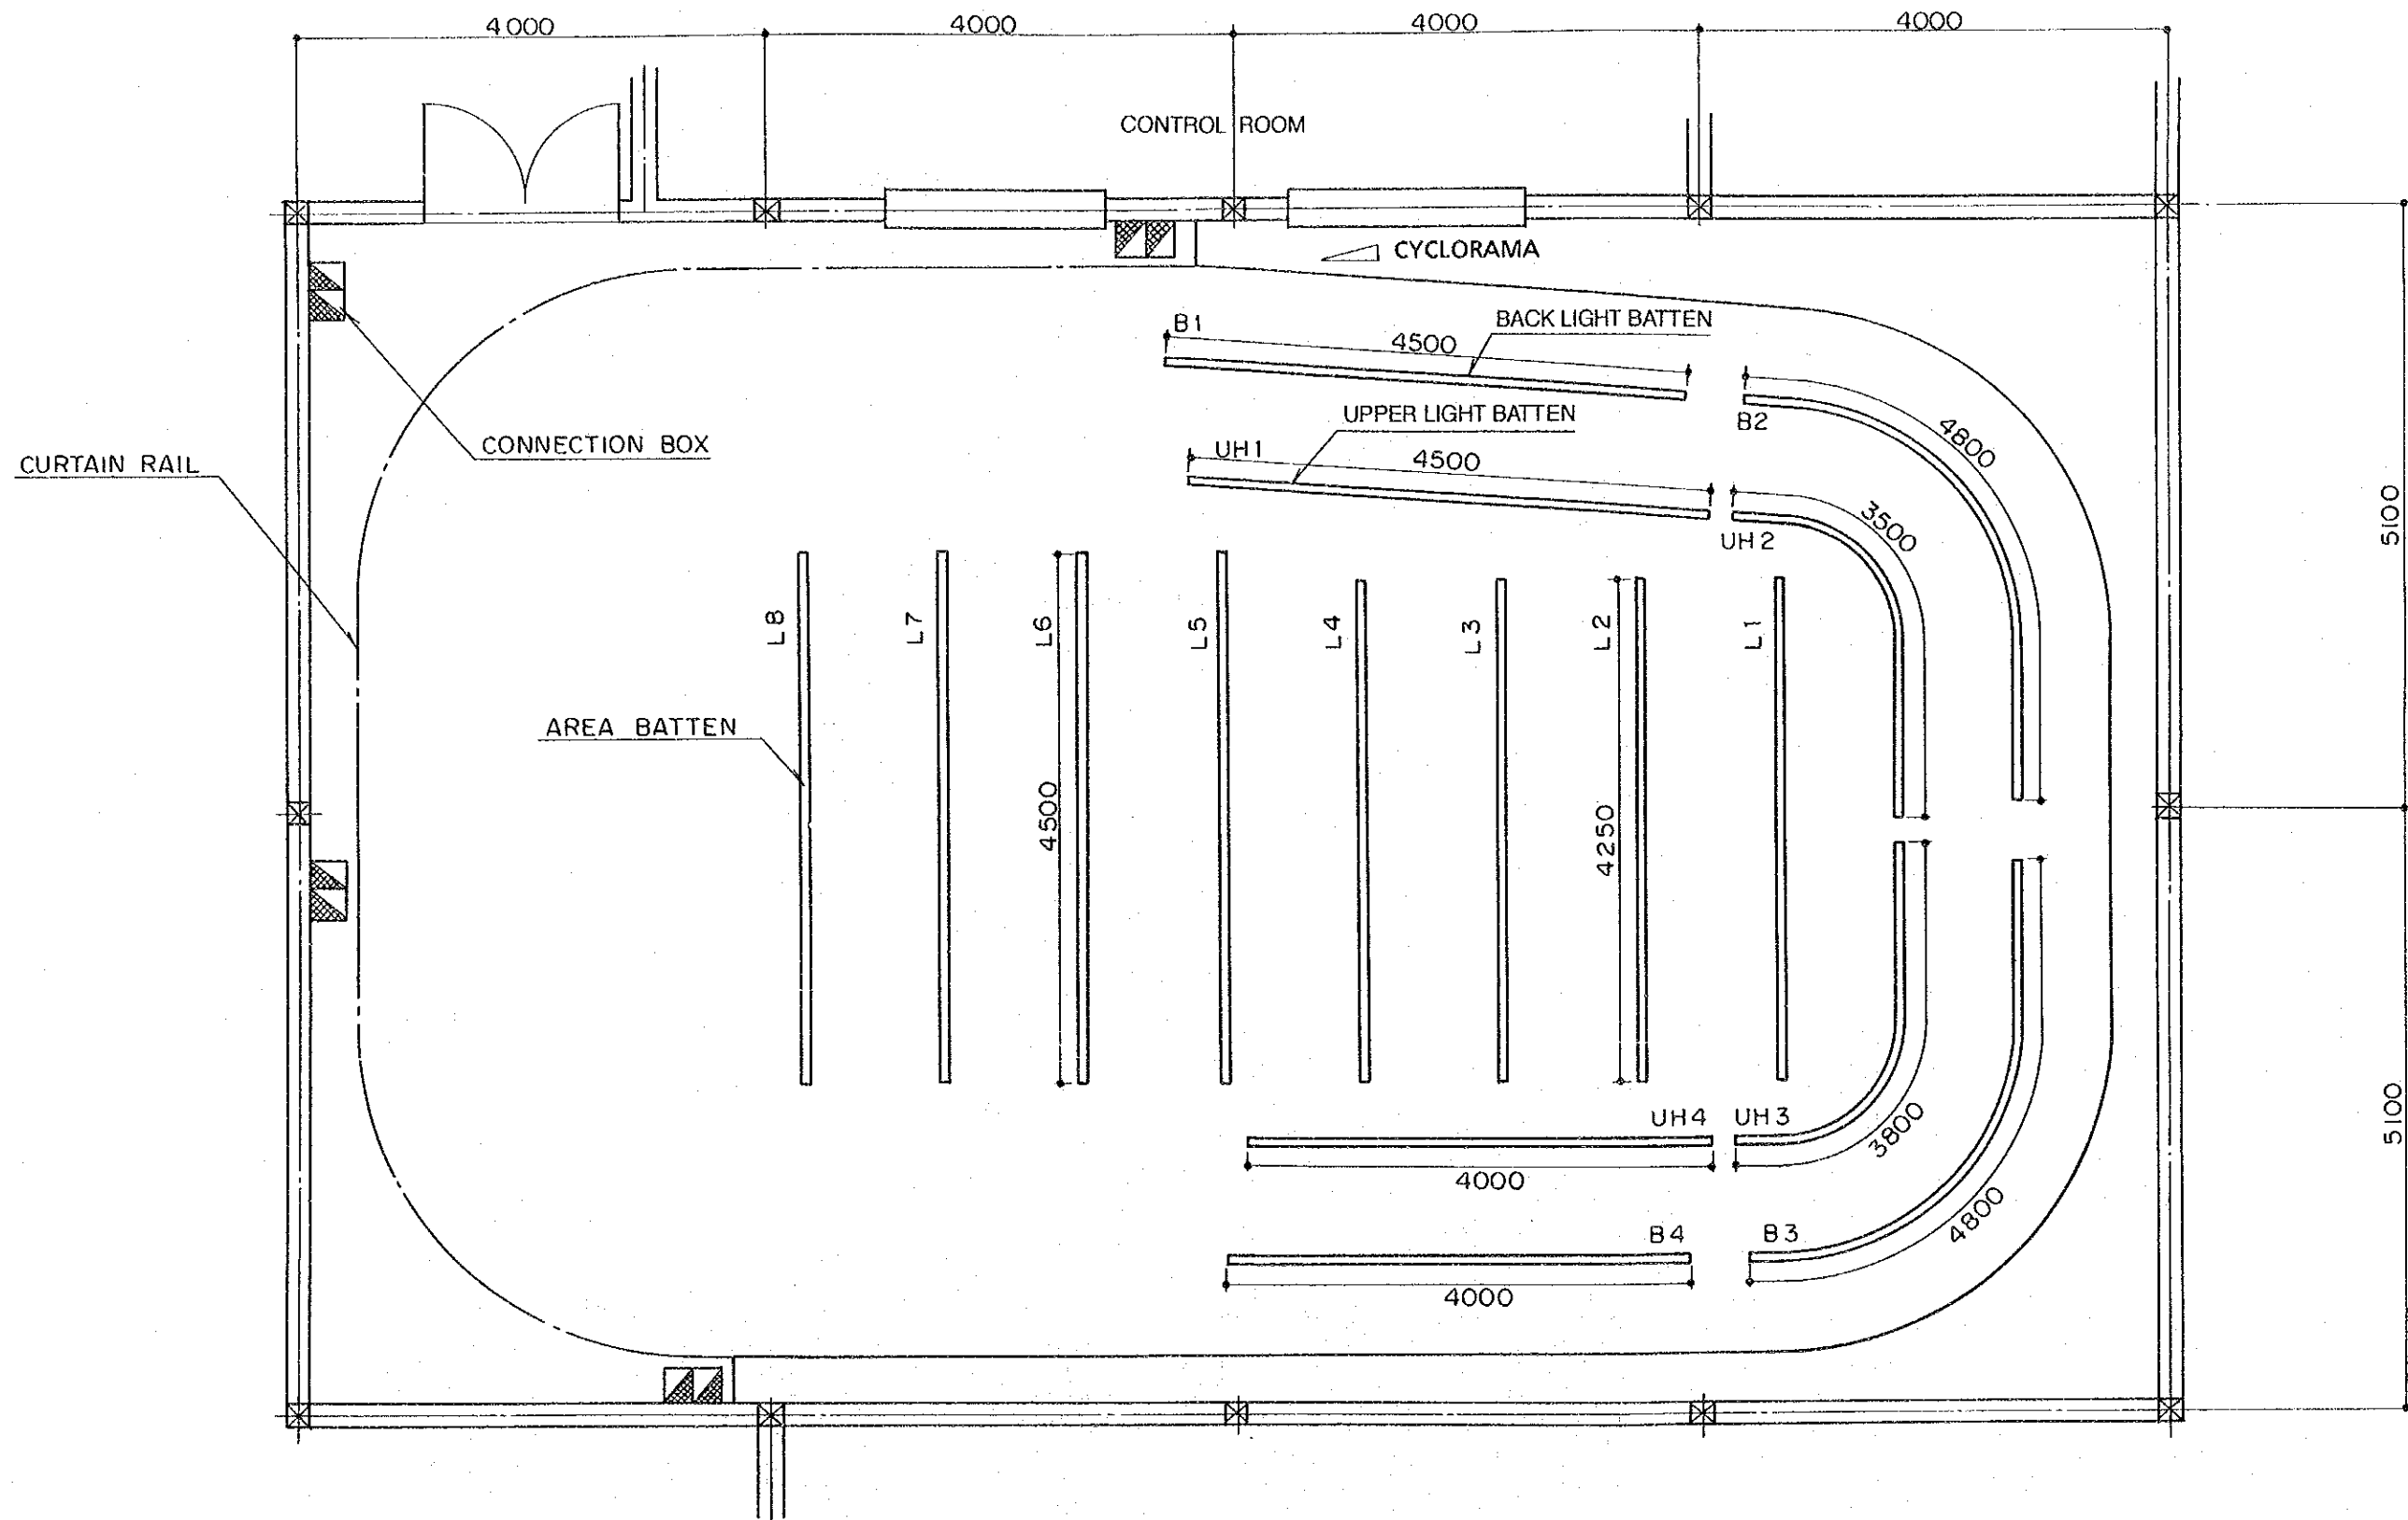 4000
4000
4000
4000
CONTROL ROOM
CYCLORAMA
B1
4500
BACK LIGHT BATTEN
B2
4800
UPPER LIGHT BATTEN
UH1
4500
UH2
3500
CONNECTION BOX
CURTAIN RAIL
5100
L8
L7
L6
L5
L4
L3
L2
L1
AREA BATTEN
4500
4250
UH4
UH3
3800
4000
5100
B4
B3
4800
4000